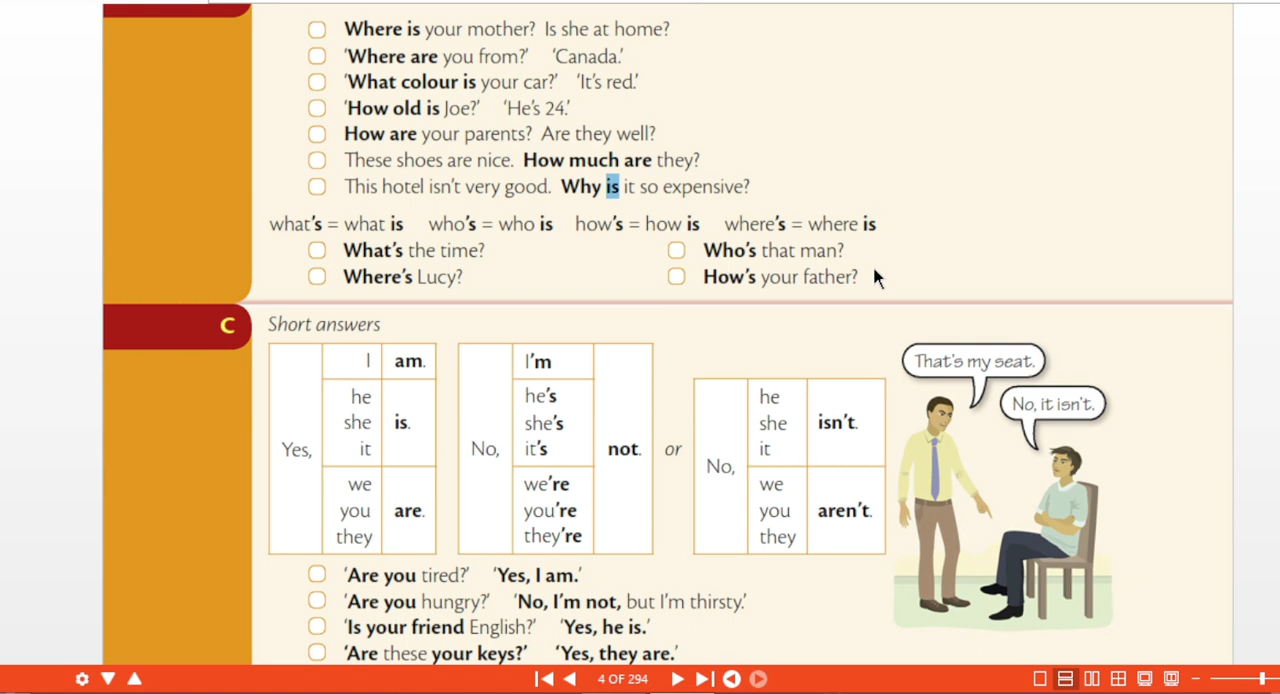 Where is your mother? Is she at home?
‘Where are you from?’ ‘Canada.’
‘What colour is your car?’ ‘It’s red.’
‘How old is Joe?’ ‘He’s 24.’
How are your parents? Are they well?
These shoes are nice. How much are they?
This hotel isn’t very good. Why is it so expensive?
what’s = what is who’s = who is how’s = how is where’s = where is
What’s the time? Who’s that man?
Where’s Lucy? How’s your father?
C Short answers
Yes,
I am.
he
she is.
it
we
you are.
they
No,
I’m
he’s
she’s
it’s
we’re
you’re
they’re
not.
or
No,
he
she isn’t.
it
we
you aren’t.
they
That’s my seat.
No, it isn’t.
‘Are you tired?’ ‘Yes, I am.’
‘Are you hungry?’ ‘No, I’m not, but I’m thirsty.’
‘Is your friend English?’ ‘Yes, he is.’
‘Are these your keys?’ ‘Yes, they are.’
4 OF 294